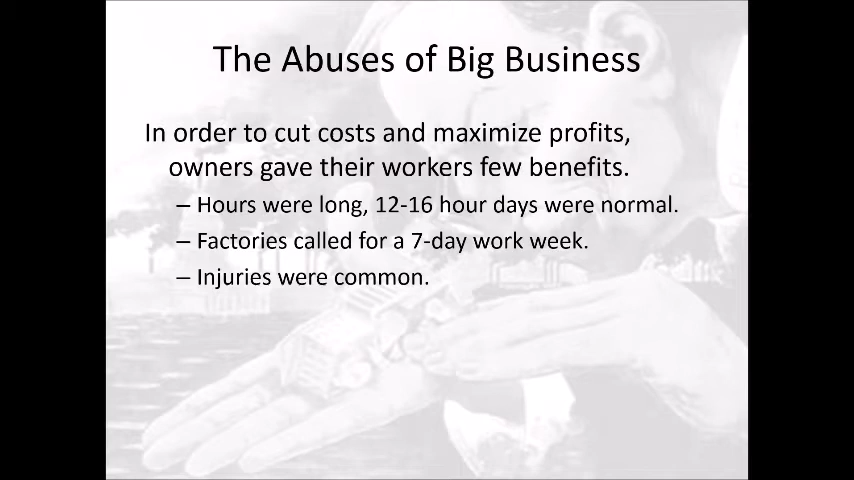 The Abuses of Big Business
In order to cut costs and maximize profits,
owners gave their workers few benefits.
– Hours were long, 12-16 hour days were normal.
– Factories called for a 7-day work week.
– Injuries were common.